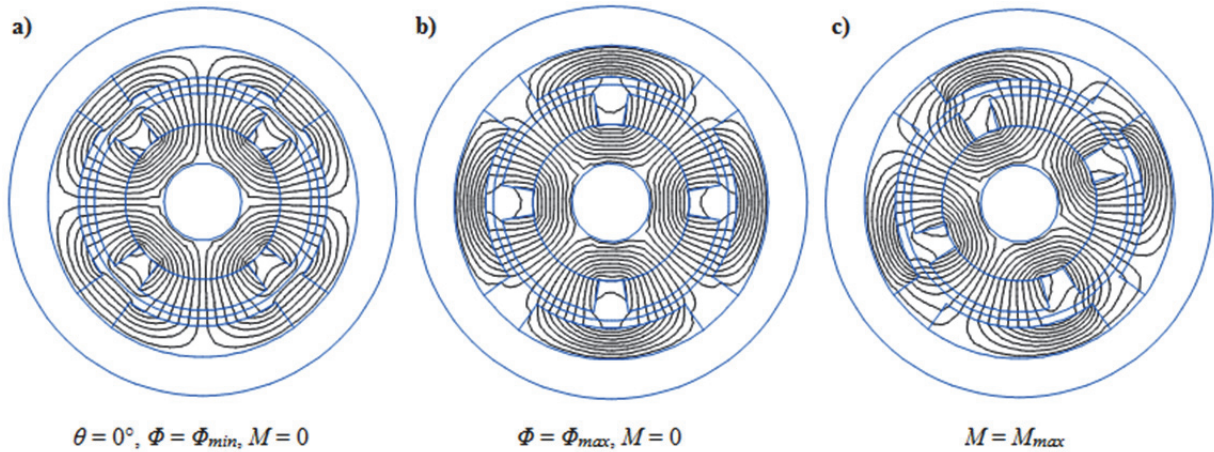 a) b) c)
θ = 0°, Φ = Φmin, M = 0 Φ = Φmax, M = 0 M = Mmax